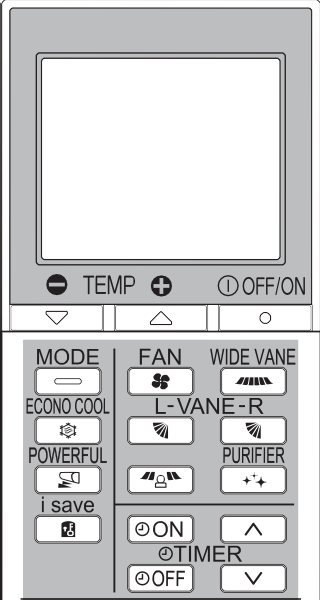 TEMP OFF/ON
MODE FAN WIDE VANE
ECONO COOL L-VANE-R
POWERFUL PURIFIER
i save
ON
TIMER
OFF